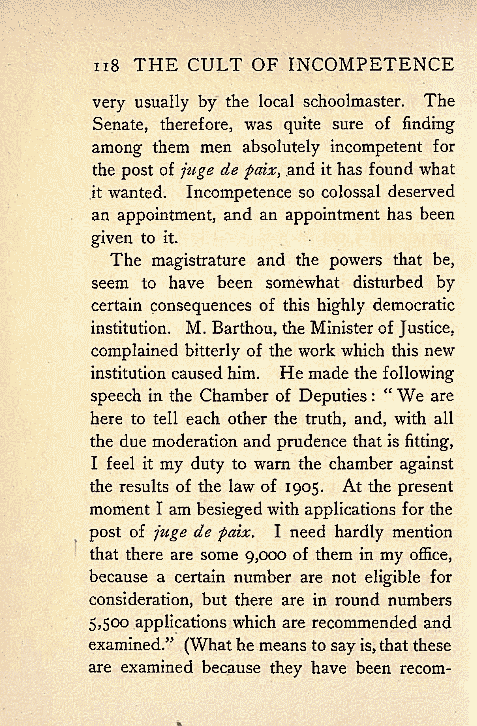 118 THE CULT OF INCOMPETENCE
very usually by the local schoolmaster. The
Senate, therefore, was quite sure of finding
among them men absolutely incompetent for
the post of juge de paix, and it has found what
it wanted. Incompetence so colossal deserved
an appointment, and an appointment has been
given to it.
The magistrature and the powers that be,
seem to have been somewhat disturbed by
certain consequences of this highly democratic
institution. M. Barthou, the Minister of Justice,
complained bitterly of the work which this new
institution caused him. He made the following
speech in the Chamber of Deputies : “ We are
here to tell each other the truth, and, with all
the due moderation and prudence that is fitting,
I feel it my duty to warn the chamber against
the results of the law of 1905. At the present
moment I am besieged with applications for the
post of juge de paix. I need hardly mention
that there are some 9,000 of them in my office,
because a certain number are not eligible for
consideration, but there are in round numbers
5,500 applications which are recommended and
examined.” (What he means to say is, that these
are examined because they have been recom-